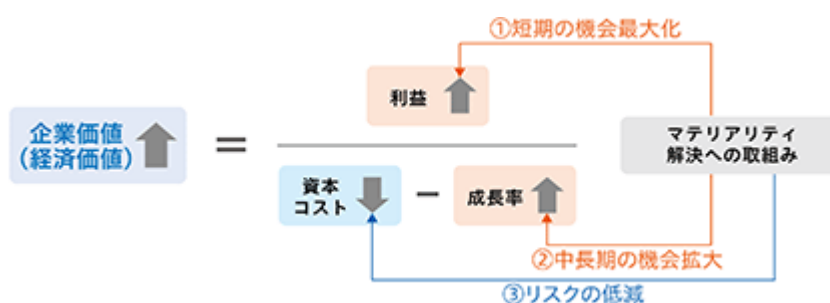 ①短期の機会最大化
利益
企業価値
(経済価値)
=
マテリアリティ
解決への取組み
資本
コスト
−
成長率
②中長期の機会拡大
③リスクの低減